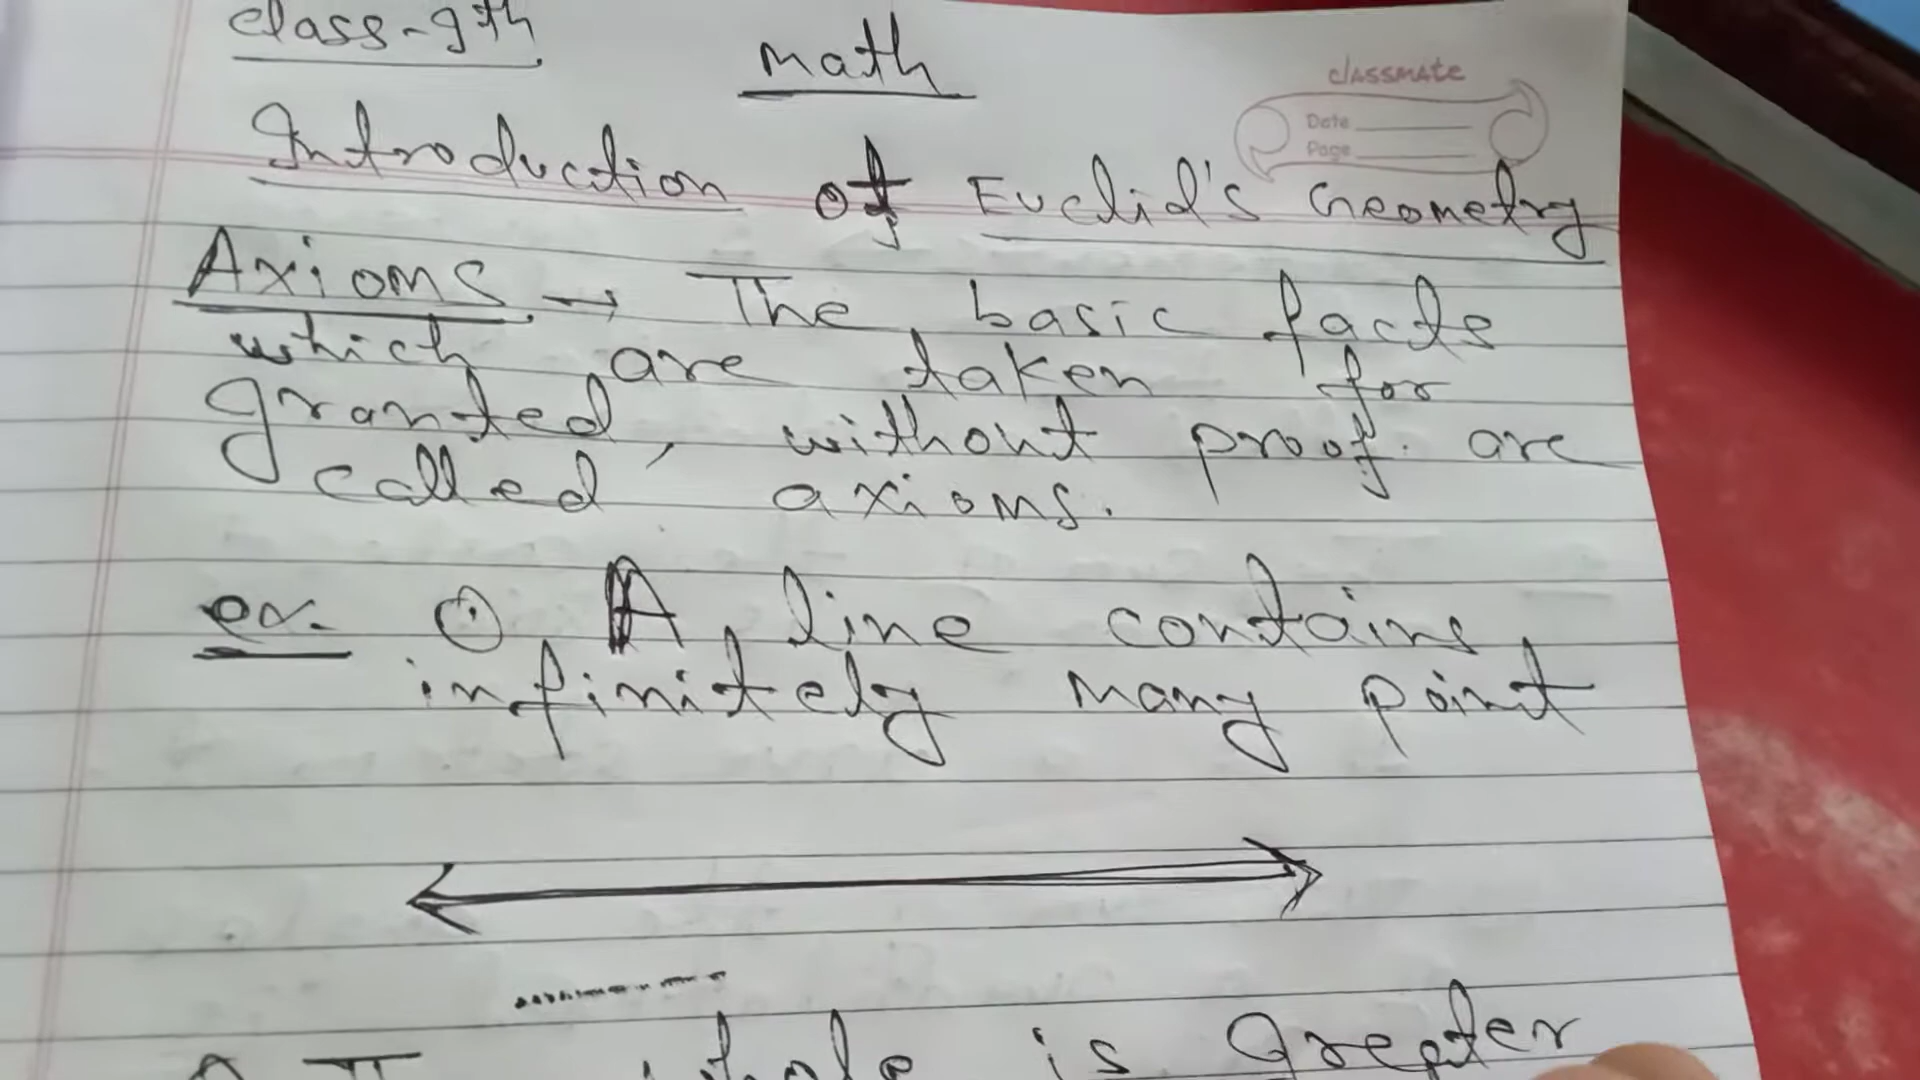 class-9th
math
classmate
Date
Page
Introduction of Euclid's Geometry
Axioms → The basic facts
which are taken for
granted, without proof. are
called axioms.
ex. ① A line contains
infinitely many point
whole is Greater